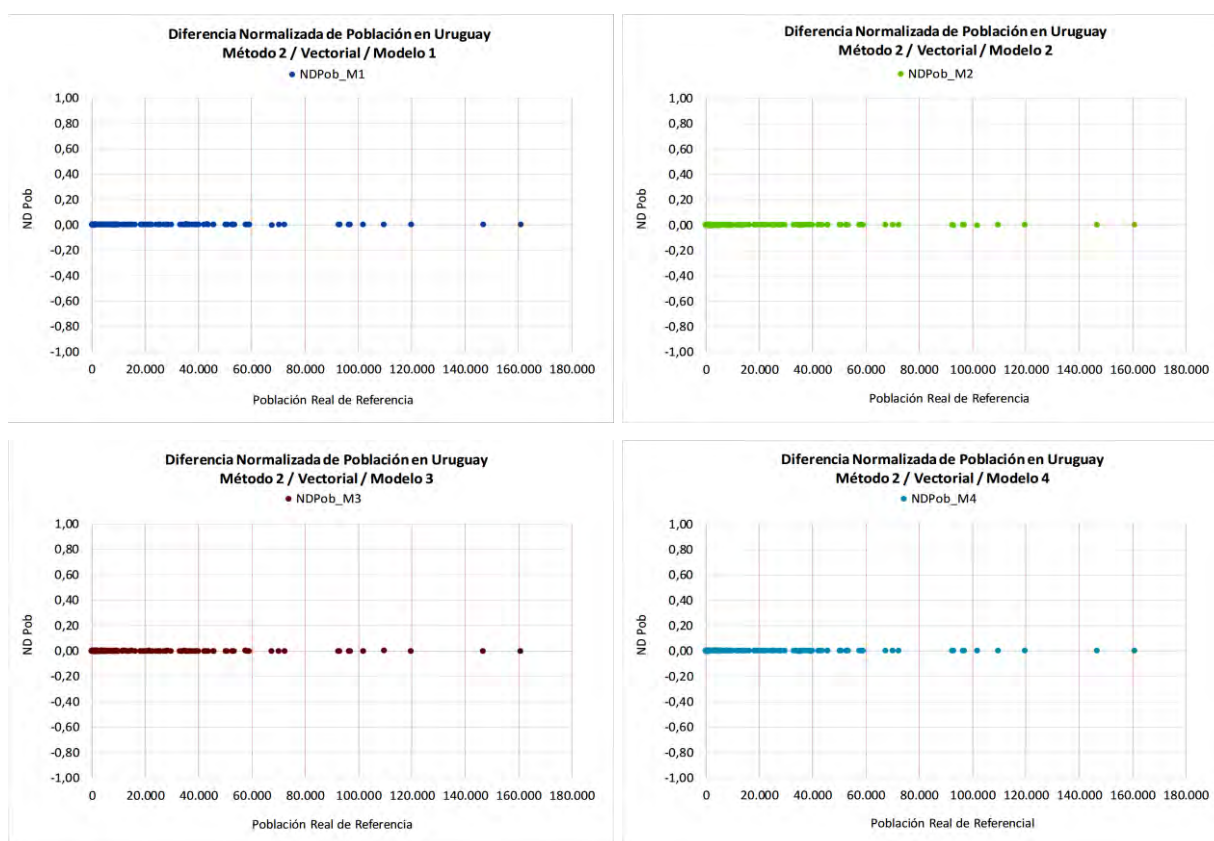 Diferencia Normalizada de Población en Uruguay
Método 2 / Vectorial / Modelo 1
NDPob_M1
1,00
0,80
0,60
0,40
0,20
0,00
-0,20
-0,40
-0,60
-0,80
-1,00
ND Pob
0 20.000 40.000 60.000 80.000 100.000 120.000 140.000 160.000 180.000
Población Real de Referencia
Diferencia Normalizada de Población en Uruguay
Método 2 / Vectorial / Modelo 2
NDPob_M2
1,00
0,80
0,60
0,40
0,20
0,00
-0,20
-0,40
-0,60
-0,80
-1,00
ND Pob
0 20.000 40.000 60.000 80.000 100.000 120.000 140.000 160.000 180.000
Población Real de Referencia
Diferencia Normalizada de Población en Uruguay
Método 2 / Vectorial / Modelo 3
NDPob_M3
1,00
0,80
0,60
0,40
0,20
0,00
-0,20
-0,40
-0,60
-0,80
-1,00
ND Pob
0 20.000 40.000 60.000 80.000 100.000 120.000 140.000 160.000 180.000
Población Real de Referencia
Diferencia Normalizada de Población en Uruguay
Método 2 / Vectorial / Modelo 4
NDPob_M4
1,00
0,80
0,60
0,40
0,20
0,00
-0,20
-0,40
-0,60
-0,80
-1,00
ND Pob
0 20.000 40.000 60.000 80.000 100.000 120.000 140.000 160.000 180.000
Población Real de Referencial